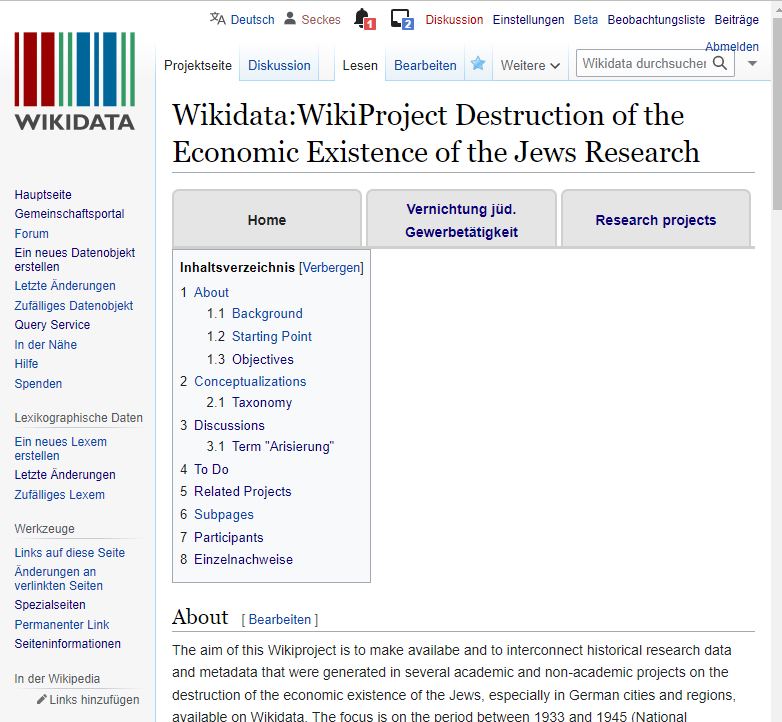 Deutsch Seckes 1 2 Diskussion Einstellungen Beta Beobachtungsliste Beiträge
Abmelden
WIKIDATA
Projektseite Diskussion Lesen Bearbeiten Weitere Wikidata durchsuchen
Wikidata:WikiProject Destruction of the
Economic Existence of the Jews Research
Home
Vernichtung jüd.
Gewerbetätigkeit
Research projects
Hauptseite
Gemeinschaftsportal
Forum
Ein neues Datenobjekt
erstellen
Letzte Änderungen
Zufälliges Datenobjekt
Query Service
In der Nähe
Hilfe
Spenden
Lexikographische Daten
Ein neues Lexem
erstellen
Letzte Änderungen
Zufälliges Lexem
Werkzeuge
Links auf diese Seite
Änderungen an
verlinkten Seiten
Spezialseiten
Permanenter Link
Seiteninformationen
In der Wikipedia
Links hinzufügen
Inhaltsverzeichnis [Verbergen]
1 About
1.1 Background
1.2 Starting Point
1.3 Objectives
2 Conceptualizations
2.1 Taxonomy
3 Discussions
3.1 Term "Arisierung"
4 To Do
5 Related Projects
6 Subpages
7 Participants
8 Einzelnachweise
About [ Bearbeiten ]
The aim of this Wikiproject is to make availabe and to interconnect historical research data
and metadata that were generated in several academic and non-academic projects on the
destruction of the economic existence of the Jews, especially in German cities and regions,
available on Wikidata. The focus is on the period between 1933 and 1945 (National